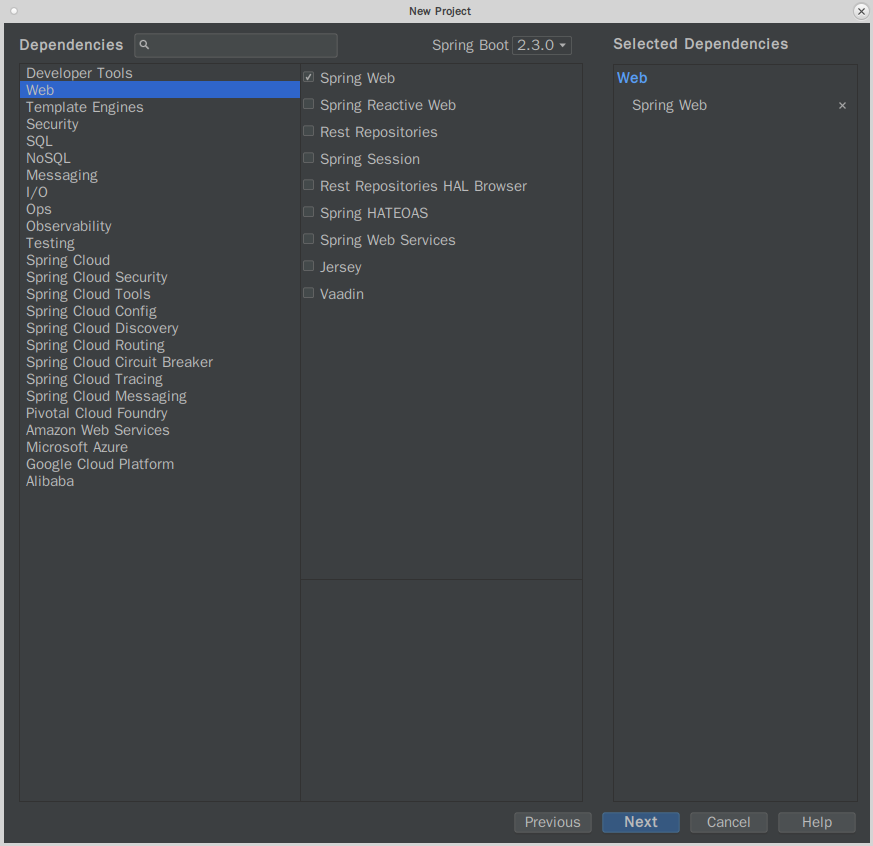 New Project
Dependencies
Spring Boot 2.3.0
Selected Dependencies
Developer Tools
Web
Template Engines
Security
SQL
NoSQL
Messaging
I/O
Ops
Observability
Testing
Spring Cloud
Spring Cloud Security
Spring Cloud Tools
Spring Cloud Config
Spring Cloud Discovery
Spring Cloud Routing
Spring Cloud Circuit Breaker
Spring Cloud Tracing
Spring Cloud Messaging
Pivotal Cloud Foundry
Amazon Web Services
Microsoft Azure
Google Cloud Platform
Alibaba
Spring Web
Spring Reactive Web
Rest Repositories
Spring Session
Rest Repositories HAL Browser
Spring HATEOAS
Spring Web Services
Jersey
Vaadin
Web
Spring Web
Previous
Next
Cancel
Help